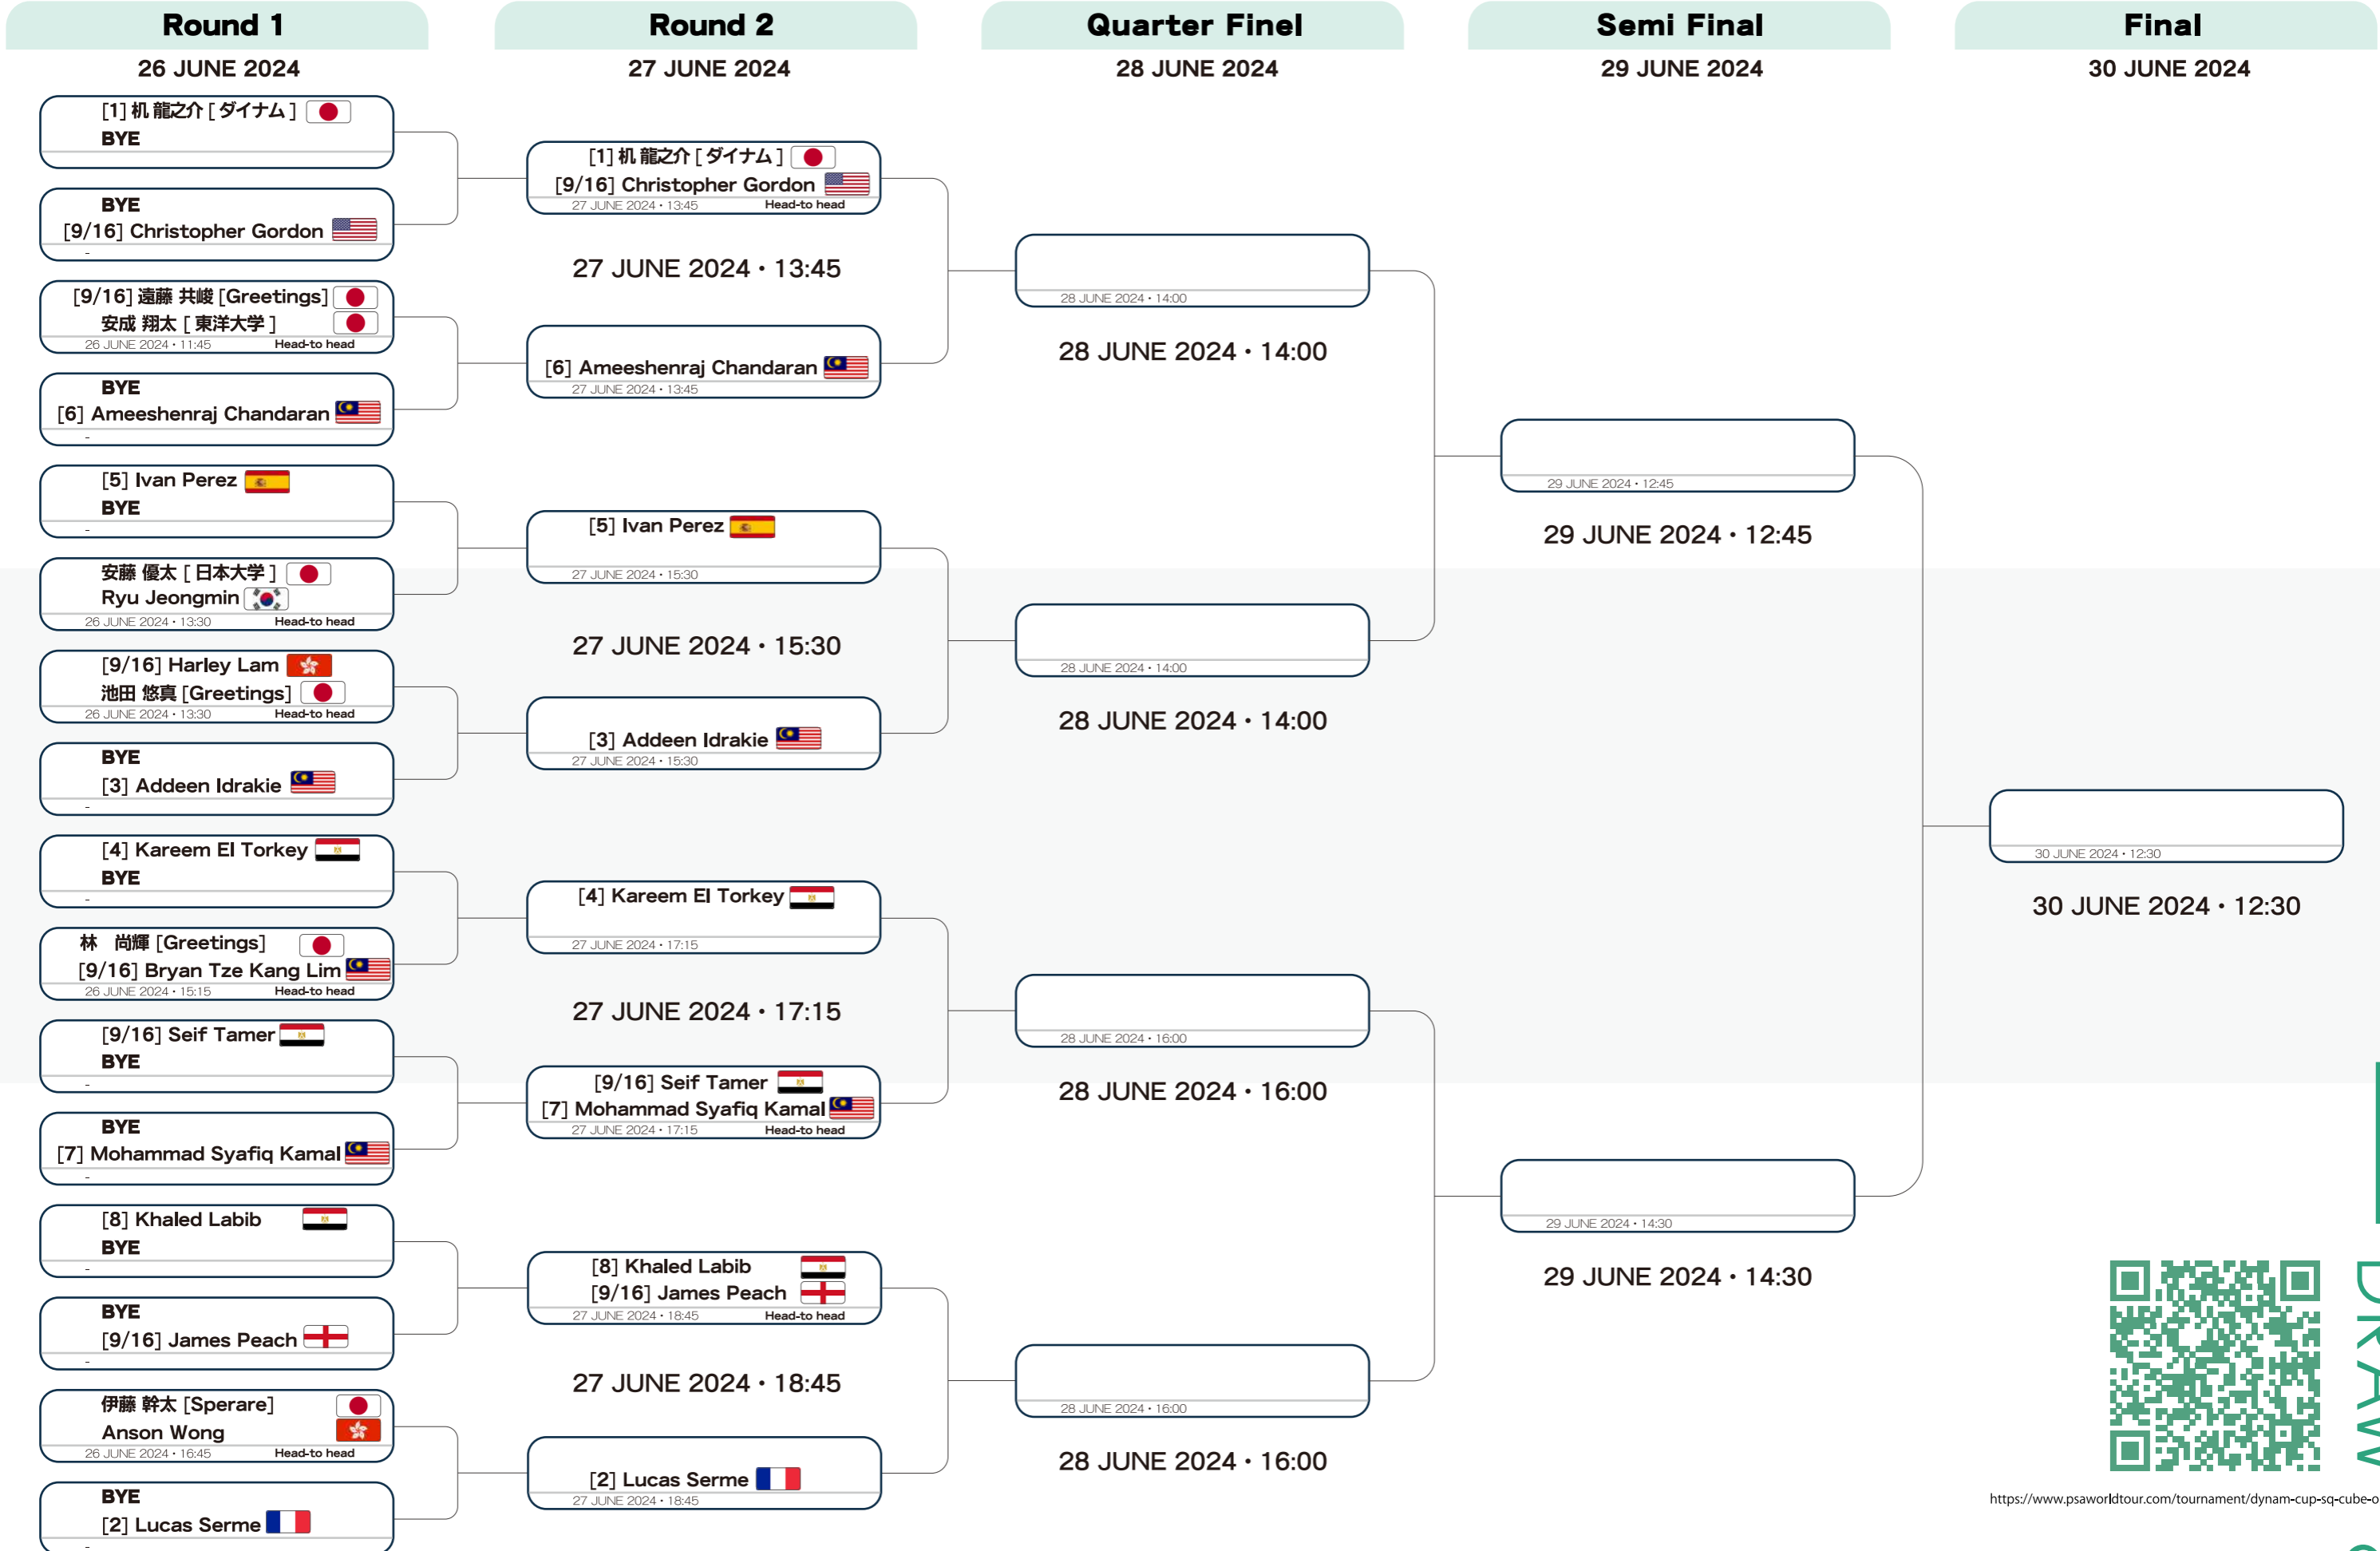 Round 1
26 JUNE 2024
[1] 机 龍之介 [ ダイナム ]
BYE
BYE
[9/16] Christopher Gordon
-
[9/16] 遠藤 共峻 [Greetings]
安成 翔太 [ 東洋大学 ]
26 JUNE 2024・11:45 Head-to head
BYE
[6] Ameeshenraj Chandaran
-
[5] Ivan Perez
BYE
-
安藤 優太 [ 日本大学 ]
Ryu Jeongmin
26 JUNE 2024・13:30 Head-to head
[9/16] Harley Lam
池田 悠真 [Greetings]
26 JUNE 2024・13:30 Head-to head
BYE
[3] Addeen Idrakie
-
[4] Kareem El Torkey
BYE
-
林　尚輝 [Greetings]
[9/16] Bryan Tze Kang Lim
26 JUNE 2024・15:15 Head-to head
[9/16] Seif Tamer
BYE
-
BYE
[7] Mohammad Syafiq Kamal
-
[8] Khaled Labib
BYE
-
BYE
[9/16] James Peach
-
伊藤 幹太 [Sperare]
Anson Wong
26 JUNE 2024・16:45 Head-to head
BYE
[2] Lucas Serme
-
Round 2
27 JUNE 2024
[1] 机 龍之介 [ ダイナム ]
[9/16] Christopher Gordon
27 JUNE 2024・13:45 Head-to head
27 JUNE 2024・13:45
[6] Ameeshenraj Chandaran
27 JUNE 2024・13:45
[5] Ivan Perez
27 JUNE 2024・15:30
27 JUNE 2024・15:30
[3] Addeen Idrakie
27 JUNE 2024・15:30
[4] Kareem El Torkey
27 JUNE 2024・17:15
27 JUNE 2024・17:15
[9/16] Seif Tamer
[7] Mohammad Syafiq Kamal
27 JUNE 2024・17:15 Head-to head
[8] Khaled Labib
[9/16] James Peach
27 JUNE 2024・18:45 Head-to head
27 JUNE 2024・18:45
[2] Lucas Serme
27 JUNE 2024・18:45
Quarter Finel
28 JUNE 2024
28 JUNE 2024・14:00
28 JUNE 2024・14:00
28 JUNE 2024・14:00
28 JUNE 2024・14:00
28 JUNE 2024・16:00
28 JUNE 2024・16:00
28 JUNE 2024・16:00
28 JUNE 2024・16:00
Semi Final
29 JUNE 2024
29 JUNE 2024・12:45
29 JUNE 2024・12:45
29 JUNE 2024・14:30
29 JUNE 2024・14:30
Final
30 JUNE 2024
30 JUNE 2024・12:30
30 JUNE 2024・12:30
DRAW
https://www.psaworldtour.com/tournament/dynam-cup-sq-cube-o